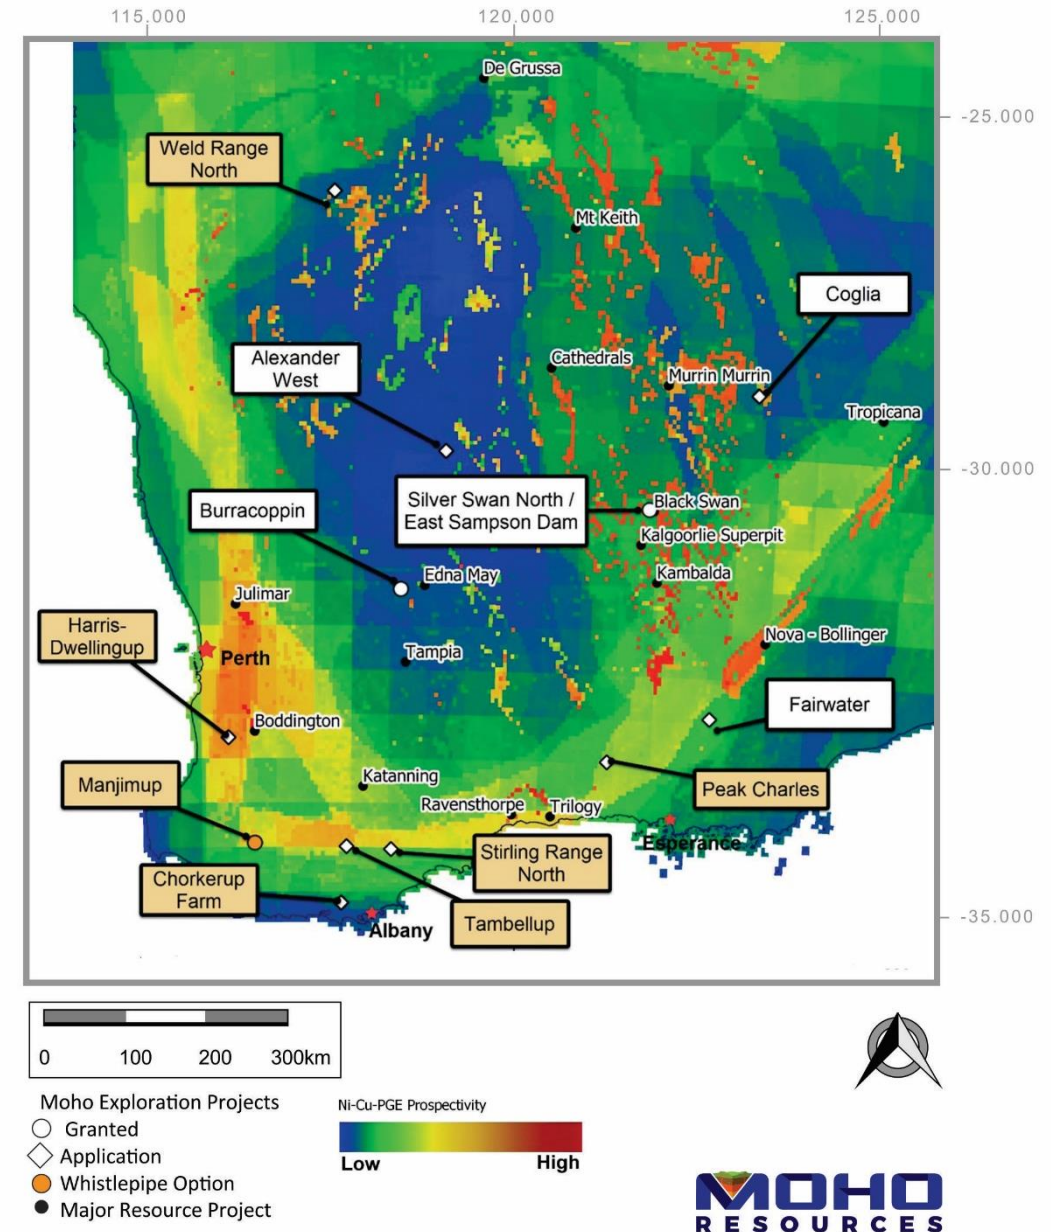 115.000
120.000
125.000
De Grussa
-25.000
Weld Range
North
Mt Keith
Coglia
Alexander
West
Cathedrals
Murrin Murrin
Tropicana
-30.000
Burracoppin
Silver Swan North /
East Sampson Dam
Black Swan
Kalgoorlie Superpit
Edna May
Kambalda
Julimar
Harris-
Dwellingup
Perth
Tampia
Nova - Bollinger
Fairwater
Boddington
Manjimup
Katanning
Peak Charles
Ravensthorpe
Trilogy
Esperance
Stirling Range
North
Chorkerup
Farm
Tambellup
Albany
-35.000
0 100 200 300km
Moho Exploration Projects
Granted
Application
Whistlepipe Option
Major Resource Project
Ni-Cu-PGE Prospectivity
Low High
MOHO
RESOURCES